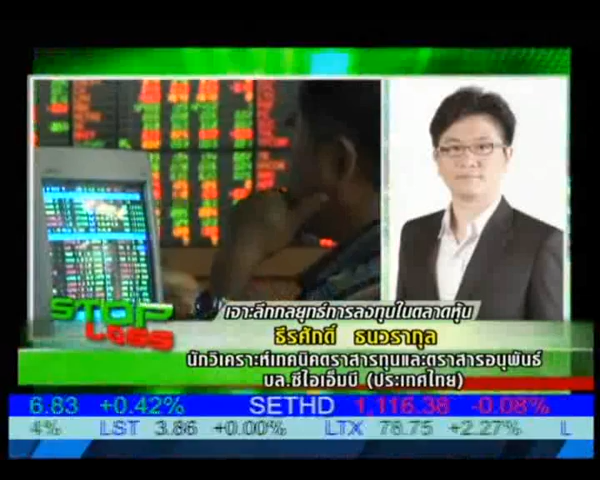 STOP
LOSS
เจาะลึกกลยุทธ์การลงทุนในตลาดหุ้น
ธีรศักดิ์ ธนวรากุล
นักวิเคราะห์เทคนิคตราสารทุนและตราสารอนุพันธ์
บล.ซีไอเอ็มบี (ประเทศไทย)
6.83 +0.42% SETHD 1,116.38 -0.08%
4% LST 3.86 +0.00% LTX 78.75 +2.27% L